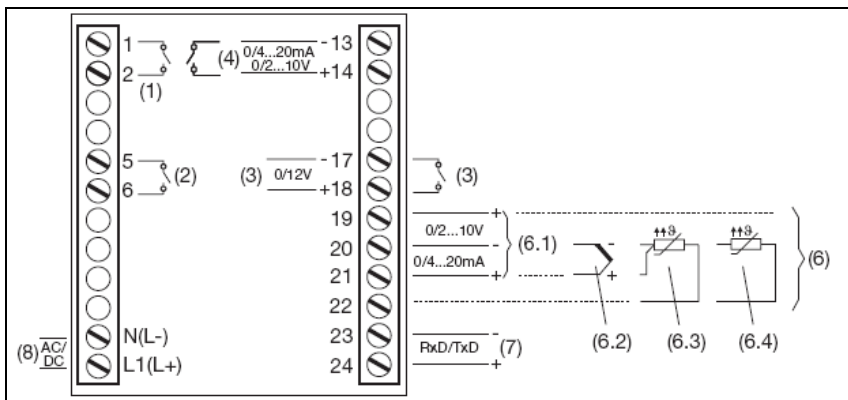 1 (4) 0/4...20mA - 13
2 0/2...10V +14
(1)
5 (2) (3) 0/12V - 17 (3)
6 +18
19 +
0/2...10V (6.1)
20 - - ↑↑ϑ ↑↑ϑ (6)
0/4...20mA
21 + +
22
(6.2) (6.3) (6.4)
(8) AC/DC N(L-) 23 - RxD/TxD (7)
L1(L+) 24 +